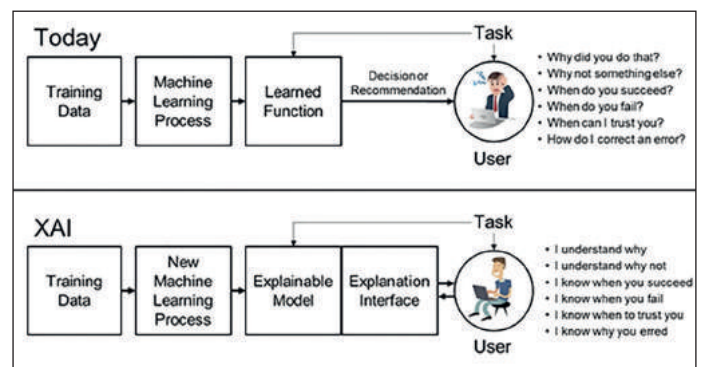 Today
Task
Training
Data
Machine
Learning
Process
Learned
Function
Decision or
Recommendation
User
• Why did you do that?
• Why not something else?
• When do you succeed?
• When do you fail?
• When can I trust you?
• How do I correct an error?
XAI
Task
Training
Data
New
Machine
Learning
Process
Explainable
Model
Explanation
Interface
User
• I understand why
• I understand why not
• I know when you succeed
• I know when you fail
• I know when to trust you
• I know why you erred